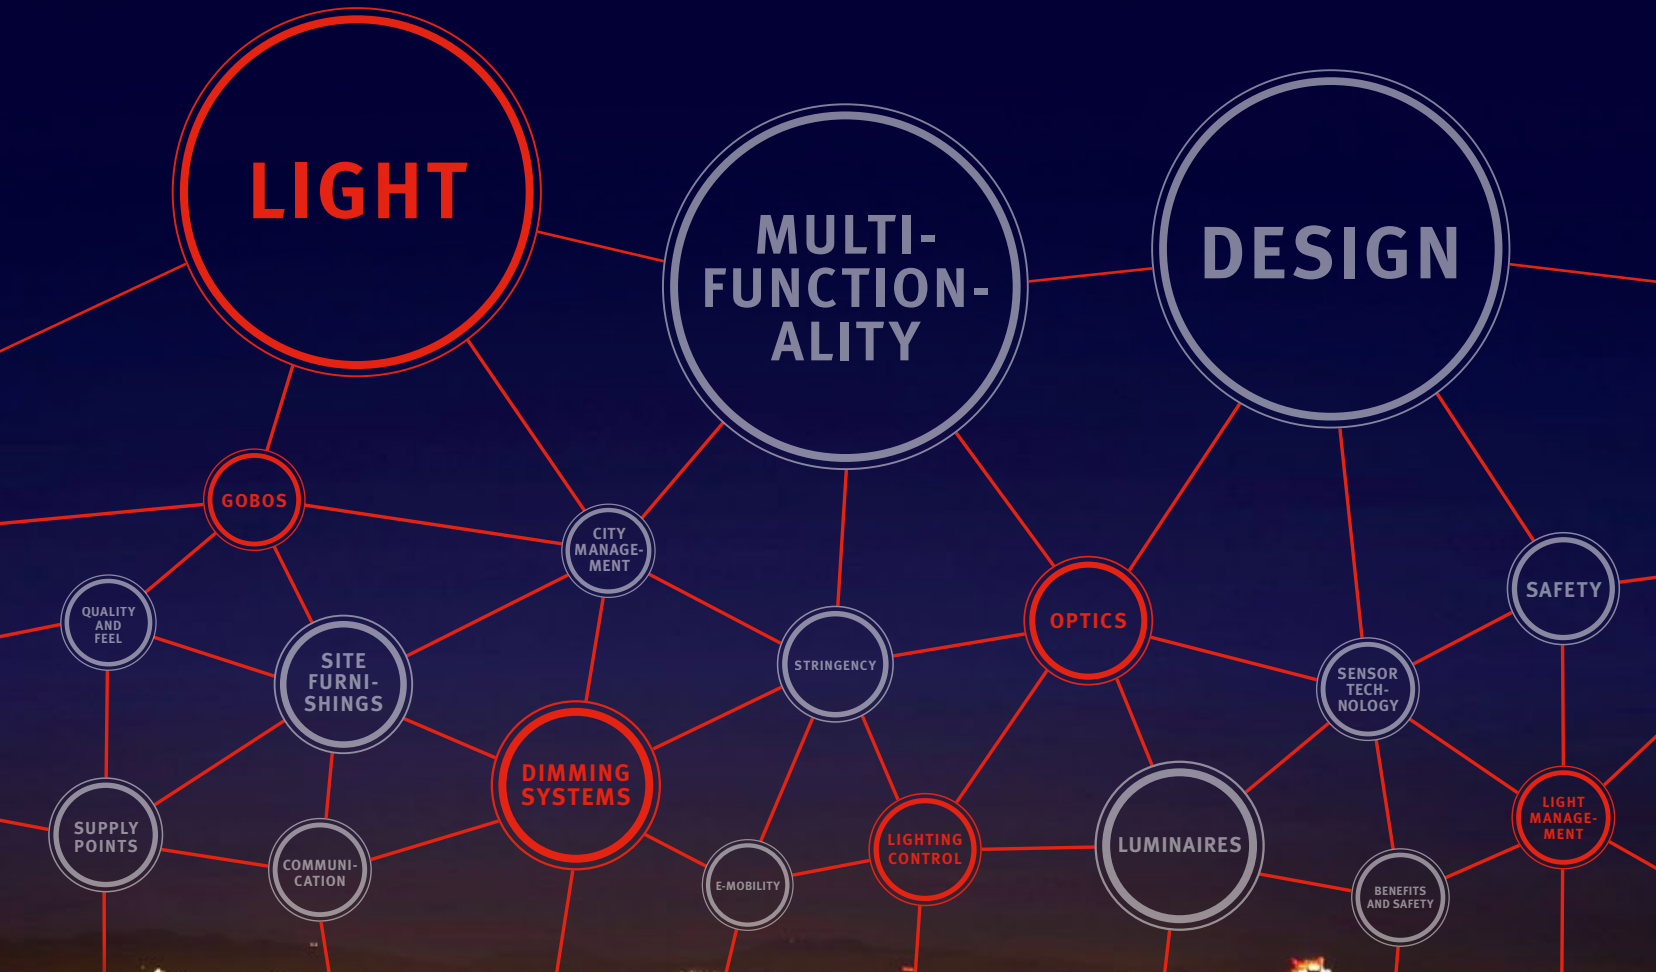 LIGHT
MULTI-
FUNCTION-
ALITY
DESIGN
GOBOS
CITY
MANAGE-
MENT
QUALITY
AND
FEEL
SITE
FURNI-
SHINGS
STRINGENCY
OPTICS
SAFETY
SENSOR
TECH-
NOLOGY
DIMMING
SYSTEMS
SUPPLY
POINTS
COMMUNI-
CATION
E-MOBILITY
LIGHTING
CONTROL
LUMINAIRES
LIGHT
MANAGE-
MENT
BENEFITS
AND SAFETY